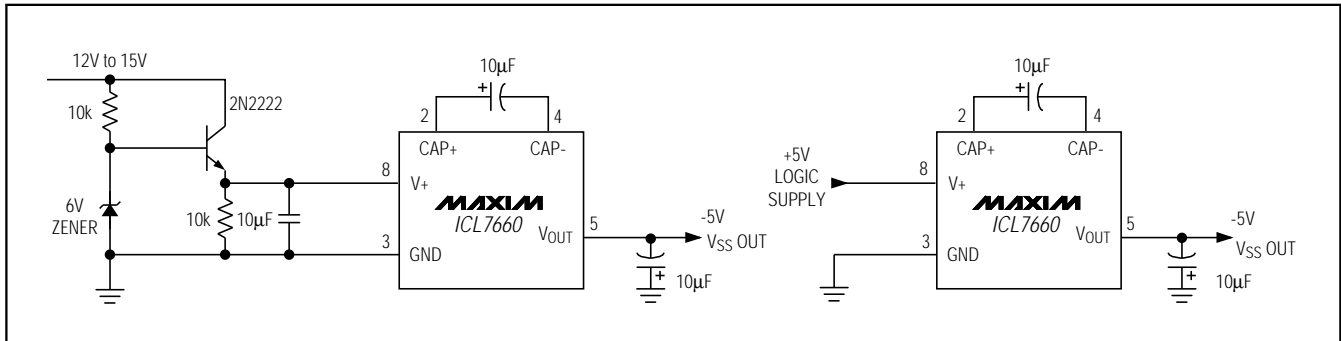 12V to 15V
10k
2N2222
6V
ZENER
10k
10μF
10μF
2
4
CAP+
CAP-
8
V+
MAXIM
ICL7660
3
GND
VOUT
5
-5V
VSS OUT
10μF
+5V
LOGIC
SUPPLY
10μF
2
4
CAP+
CAP-
8
V+
MAXIM
ICL7660
3
GND
VOUT
5
-5V
VSS OUT
10μF